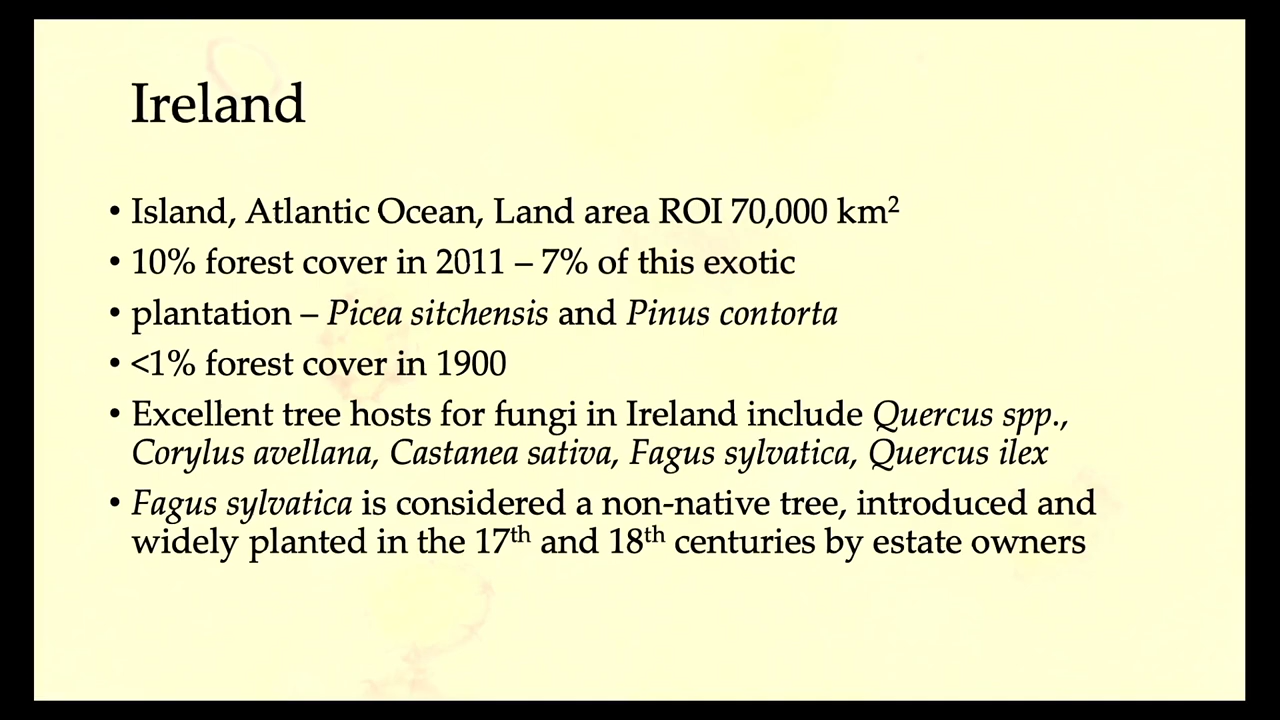 Ireland
• Island, Atlantic Ocean, Land area ROI 70,000 km²
• 10% forest cover in 2011 – 7% of this exotic
• plantation – Picea sitchensis and Pinus contorta
• <1% forest cover in 1900
• Excellent tree hosts for fungi in Ireland include Quercus spp.,
Corylus avellana, Castanea sativa, Fagus sylvatica, Quercus ilex
• Fagus sylvatica is considered a non-native tree, introduced and
widely planted in the 17th and 18th centuries by estate owners